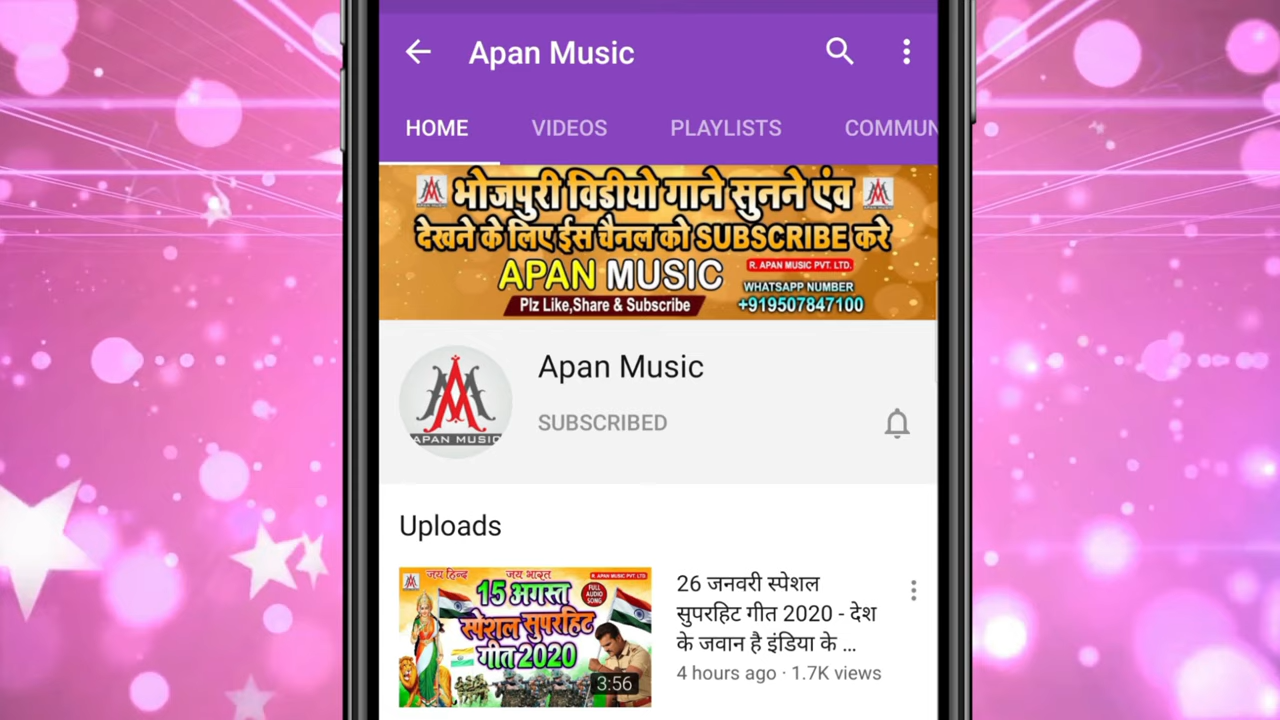 Apan Music
HOME VIDEOS PLAYLISTS COMMUN
भोजपुरी विडीयो गाने सुनने एंव
देखने के लिए ईस चैनल को SUBSCRIBE करे
APAN MUSIC
R. APAN MUSIC PVT. LTD.
WHATSAPP NUMBER
+919507847100
Plz Like,Share & Subscribe
Apan Music
SUBSCRIBED
APAN MUSIC
Uploads
जय हिन्द जय भारत
R. APAN MUSIC PVT. LTD
15 अगस्त
FULL
AUDIO
SONG
स्पेशल सुपरहिट
गीत 2020
3:56
26 जनवरी स्पेशल
सुपरहिट गीत 2020 - देश
के जवान है इंडिया के ...
4 hours ago · 1.7K views